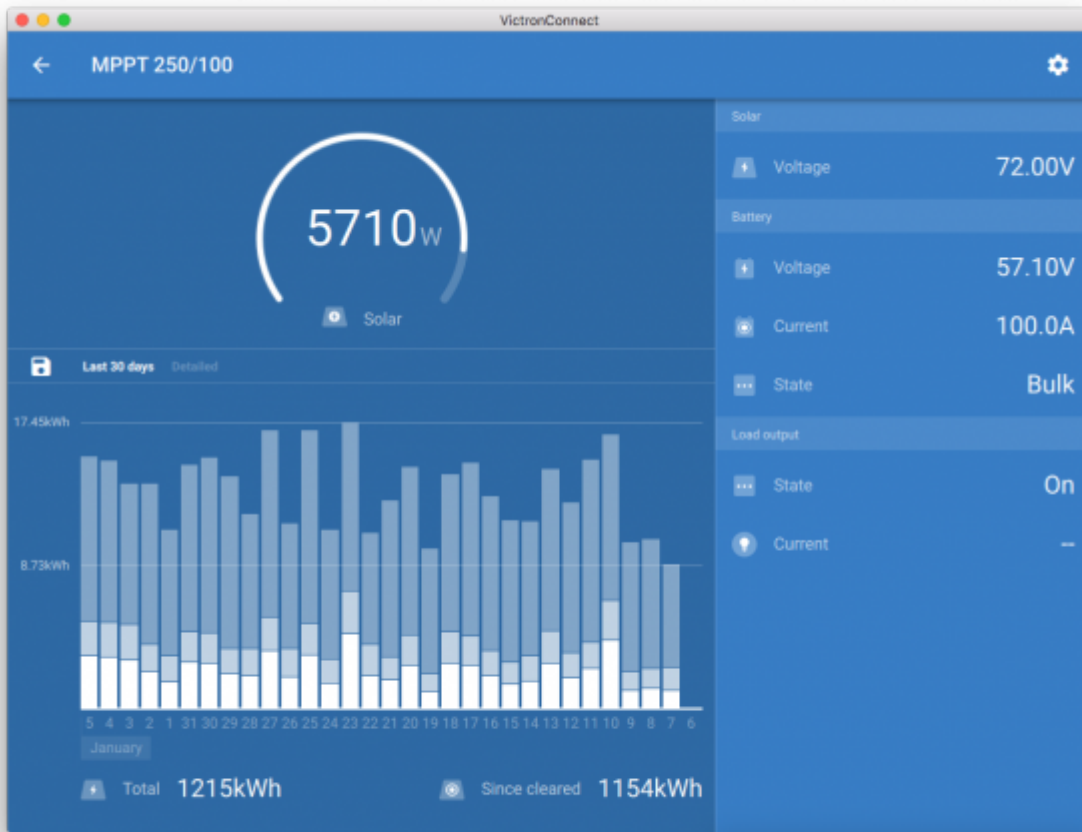 VictronConnect
MPPT 250/100
5710W
Solar
Last 30 days Detailed
17.45kWh
8.73kWh
5 4 3 2 1 31 30 29 28 27 26 25 24 23 22 21 20 19 18 17 16 15 14 13 12 11 10 9 8 7 6
January
Total 1215kWh Since cleared 1154kWh
Solar
Voltage 72.00V
Battery
Voltage 57.10V
Current 100.0A
State Bulk
Load output
State On
Current --